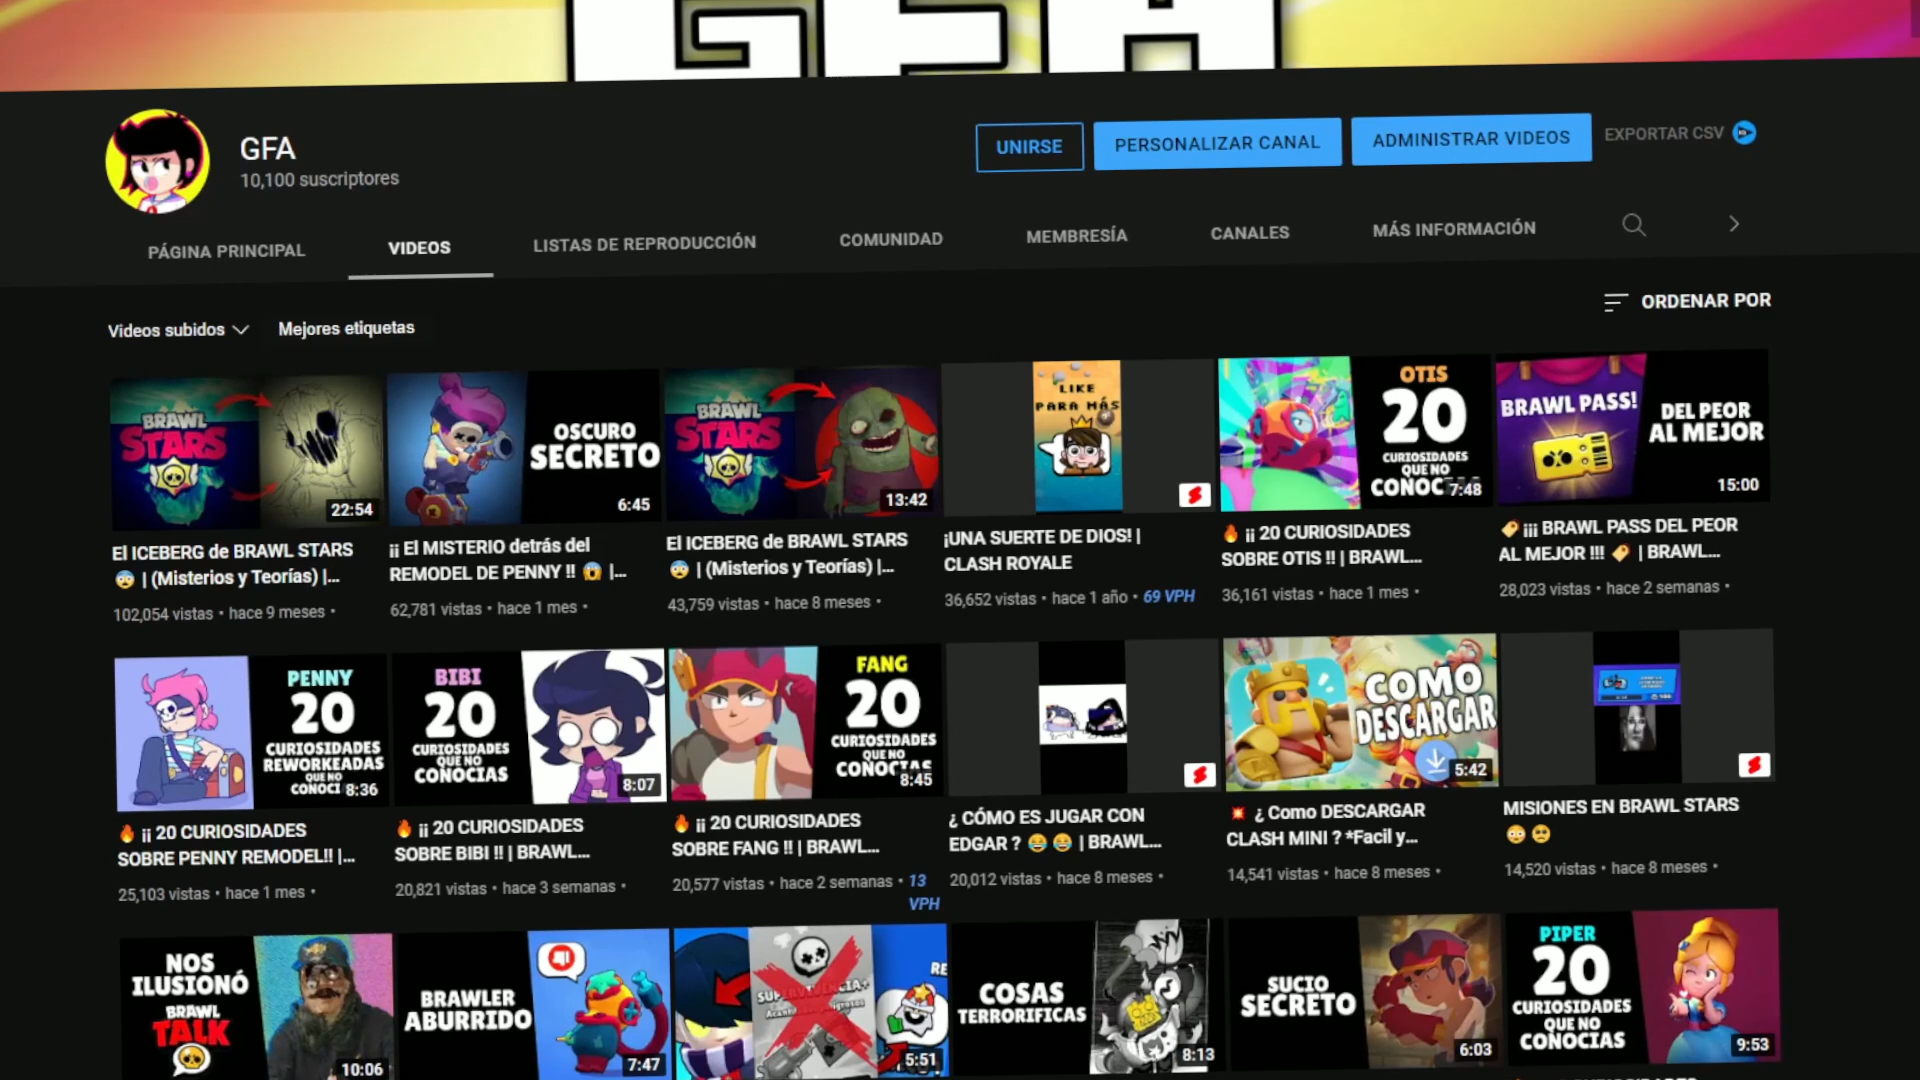 GFA
GFA
10,100 suscriptores
UNIRSE
PERSONALIZAR CANAL
ADMINISTRAR VIDEOS
EXPORTAR CSV
PÁGINA PRINCIPAL
VIDEOS
LISTAS DE REPRODUCCIÓN
COMUNIDAD
MEMBRESÍA
CANALES
MÁS INFORMACIÓN
Videos subidos
Mejores etiquetas
ORDENAR POR
BRAWL
STARS
22:54
El ICEBERG de BRAWL STARS
😨 | (Misterios y Teorías) |...
102,054 vistas • hace 9 meses •
OSCURO
SECRETO
6:45
¡¡ El MISTERIO detrás del
REMODEL DE PENNY !! 😱 |...
62,781 vistas • hace 1 mes •
BRAWL
STARS
13:42
El ICEBERG de BRAWL STARS
😨 | (Misterios y Teorías) |...
43,759 vistas • hace 8 meses •
LIKE
PARA MÁS
¡UNA SUERTE DE DIOS! |
CLASH ROYALE
36,652 vistas • hace 1 año • 69 VPH
OTIS
20
CURIOSIDADES
QUE NO
CONOC
7:48
🔥 ¡¡ 20 CURIOSIDADES
SOBRE OTIS !! | BRAWL...
36,161 vistas • hace 1 mes •
BRAWL PASS!
DEL PEOR
AL MEJOR
15:00
🏷️¡¡¡ BRAWL PASS DEL PEOR
AL MEJOR !!! 🏷️ | BRAWL...
28,023 vistas • hace 2 semanas •
PENNY
20
CURIOSIDADES
REWORKEADAS
QUE NO
CONOCI
8:36
🔥 ¡¡ 20 CURIOSIDADES
SOBRE PENNY REMODEL!! |...
25,103 vistas • hace 1 mes •
BIBI
20
CURIOSIDADES
QUE NO
CONOCIAS
8:07
🔥 ¡¡ 20 CURIOSIDADES
SOBRE BIBI !! | BRAWL...
20,821 vistas • hace 3 semanas •
FANG
20
CURIOSIDADES
QUE NO
CONOCIAS
8:45
🔥 ¡¡ 20 CURIOSIDADES
SOBRE FANG !! | BRAWL...
20,577 vistas • hace 2 semanas • 13
VPH
¿ CÓMO ES JUGAR CON
EDGAR ? 😂 😂 | BRAWL...
20,012 vistas • hace 8 meses •
COMO
DESCARGAR
5:42
💥 ¿ Como DESCARGAR
CLASH MINI ? *Facil y...
14,541 vistas • hace 8 meses •
MISIONES EN BRAWL STARS
😳 🥺
14,520 vistas • hace 8 meses •
NOS
ILUSIONÓ
BRAWL
TALK
10:06
BRAWLER
ABURRIDO
7:47
RE
5:51
COSAS
TERRORIFICAS
8:13
SUCIO
SECRETO
6:03
PIPER
20
CURIOSIDADES
QUE NO
CONOCIAS
9:53